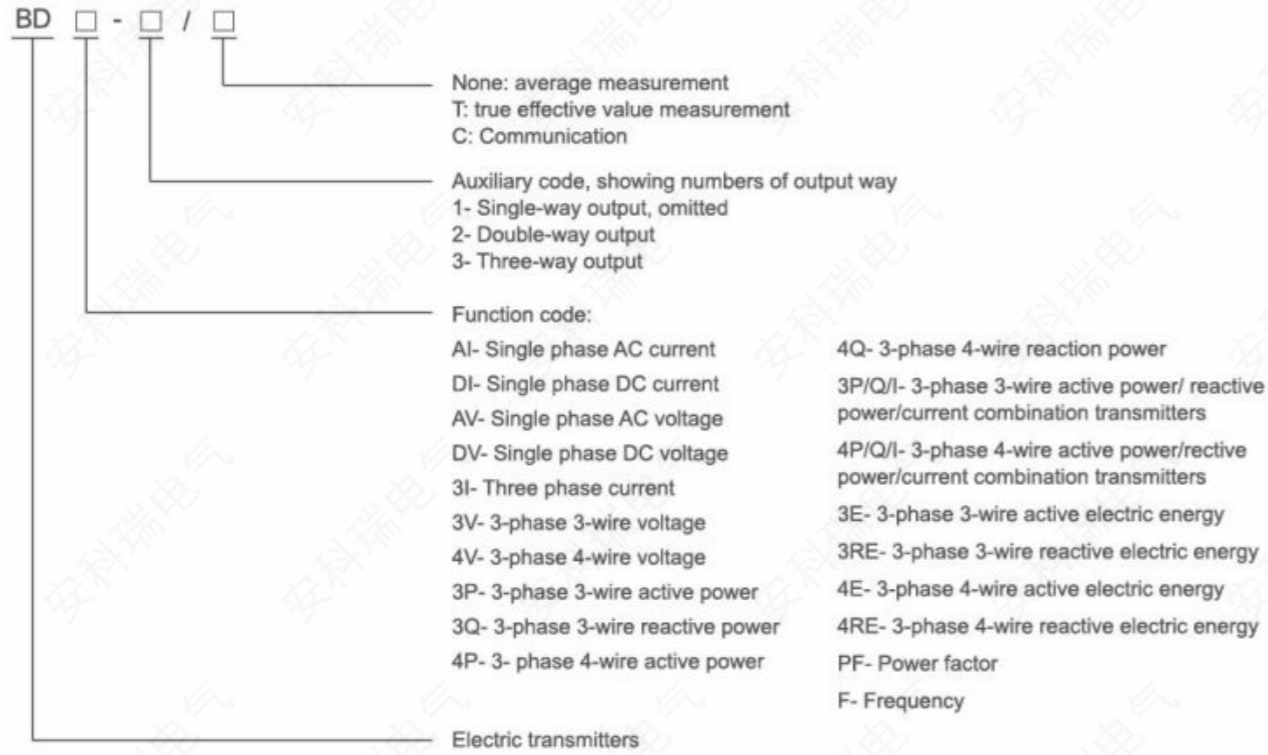 BD □ - □ / □
None: average measurement
T: true effective value measurement
C: Communication
Auxiliary code, showing numbers of output way
1- Single-way output, omitted
2- Double-way output
3- Three-way output
Function code:
AI- Single phase AC current
DI- Single phase DC current
AV- Single phase AC voltage
DV- Single phase DC voltage
3I- Three phase current
3V- 3-phase 3-wire voltage
4V- 3-phase 4-wire voltage
3P- 3-phase 3-wire active power
3Q- 3-phase 3-wire reactive power
4P- 3- phase 4-wire active power
4Q- 3-phase 4-wire reaction power
3P/Q/I- 3-phase 3-wire active power/ reactive
power/current combination transmitters
4P/Q/I- 3-phase 4-wire active power/rective
power/current combination transmitters
3E- 3-phase 3-wire active electric energy
3RE- 3-phase 3-wire reactive electric energy
4E- 3-phase 4-wire active electric energy
4RE- 3-phase 4-wire reactive electric energy
PF- Power factor
F- Frequency
Electric transmitters
安科瑞电气